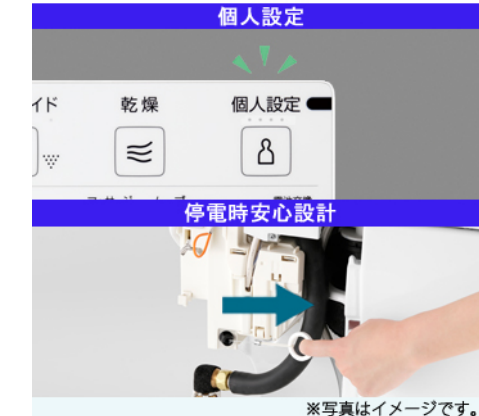 個人設定
乾燥
個人設定
停電時安心設計
※写真はイメージです。